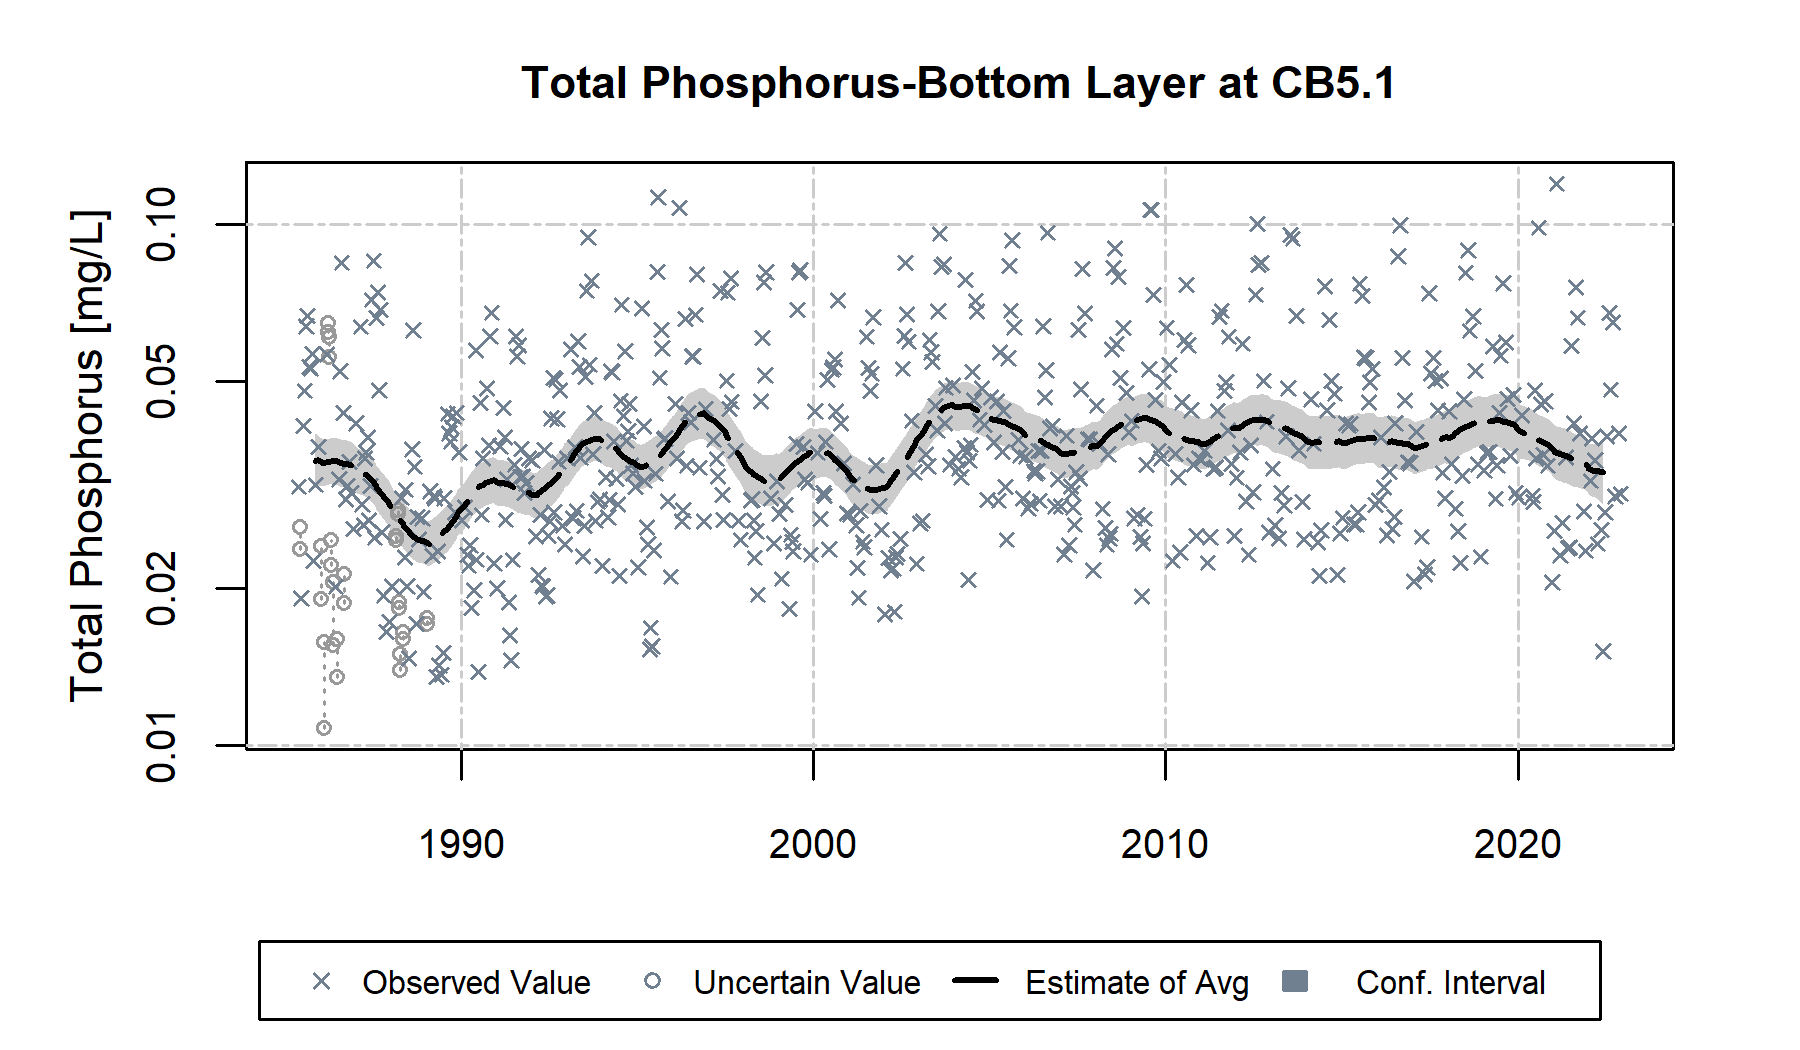 Total Phosphorus-Bottom Layer at CB5.1
Total Phosphorus [mg/L]
0.10
0.05
0.02
0.01
1990 2000 2010 2020
Observed Value Uncertain Value Estimate of Avg Conf. Interval